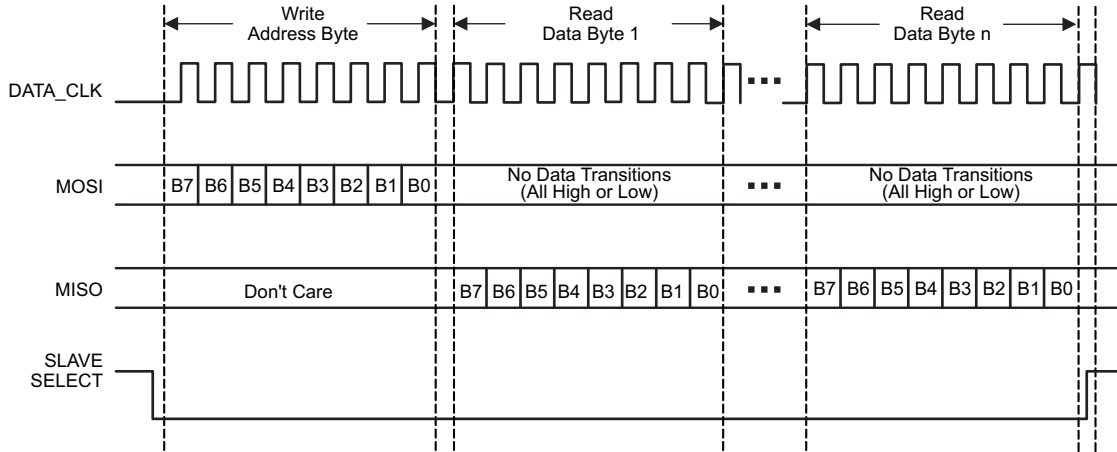 Write
Address Byte
Read
Data Byte 1
Read
Data Byte n
DATA_CLK
MOSI
B7 B6 B5 B4 B3 B2 B1 B0
No Data Transitions
(All High or Low)
No Data Transitions
(All High or Low)
MISO
Don't Care
B7 B6 B5 B4 B3 B2 B1 B0
B7 B6 B5 B4 B3 B2 B1 B0
SLAVE
SELECT